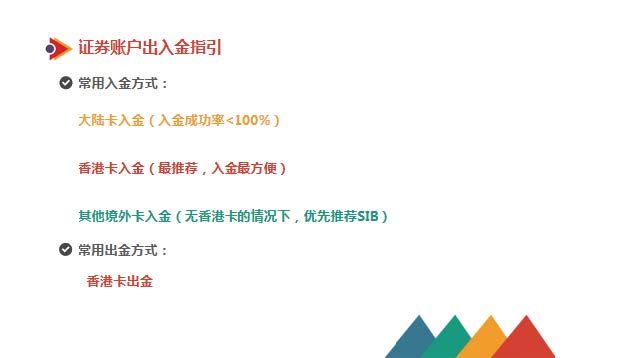 证券账户出入金指引
常用入金方式：
大陆卡入金（入金成功率<100%）
香港卡入金（最推荐，入金最方便）
其他境外卡入金（无香港卡的情况下，优先推荐SIB）
常用出金方式：
香港卡出金